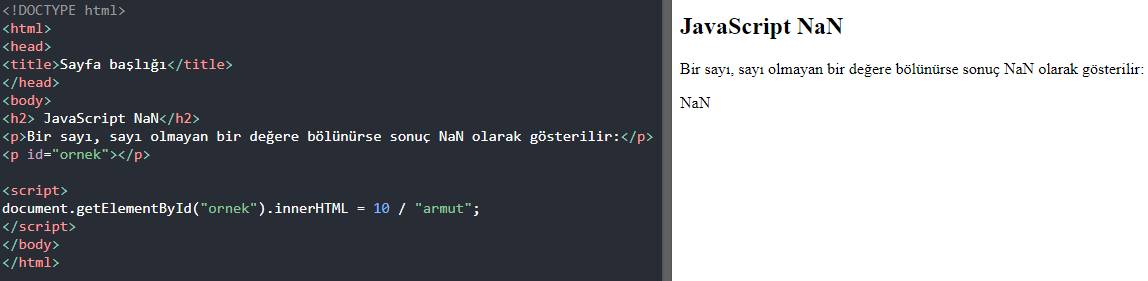 <!DOCTYPE html>
<html>
<head>
<title>Sayfa başlığı</title>
</head>
<body>
<h2> JavaScript NaN</h2>
<p>Bir sayı, sayı olmayan bir değere bölünürse sonuç NaN olarak gösterilir:</p>
<p id="ornek"></p>
<script>
document.getElementById("ornek").innerHTML = 10 / "armut";
</script>
</body>
</html>
JavaScript NaN
Bir sayı, sayı olmayan bir değere bölünürse sonuç NaN olarak gösterilir:
NaN